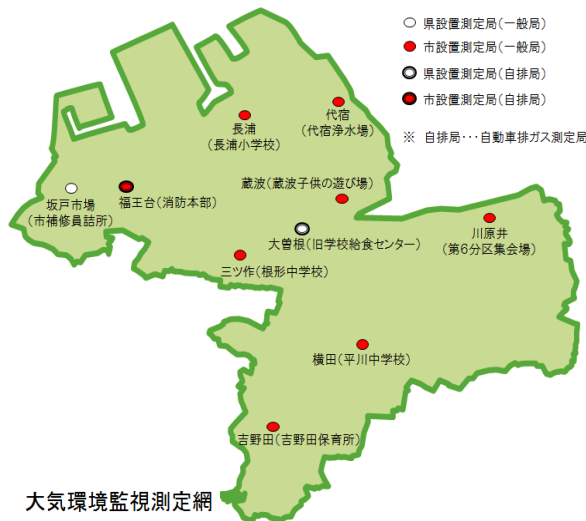 県設置測定局(一般局)
市設置測定局(一般局)
県設置測定局(自排局)
市設置測定局(自排局)
※ 自排局・・・自動車排ガス測定局
代宿
(代宿浄水場)
長浦
(長浦小学校)
蔵波(蔵波子供の遊び場)
坂戸市場
(市補修員詰所)
福王台(消防本部)
川原井
(第6分区集会場)
大曽根(旧学校給食センター)
三ツ作(根形中学校)
横田(平川中学校)
吉野田(吉野田保育所)
大気環境監視測定網